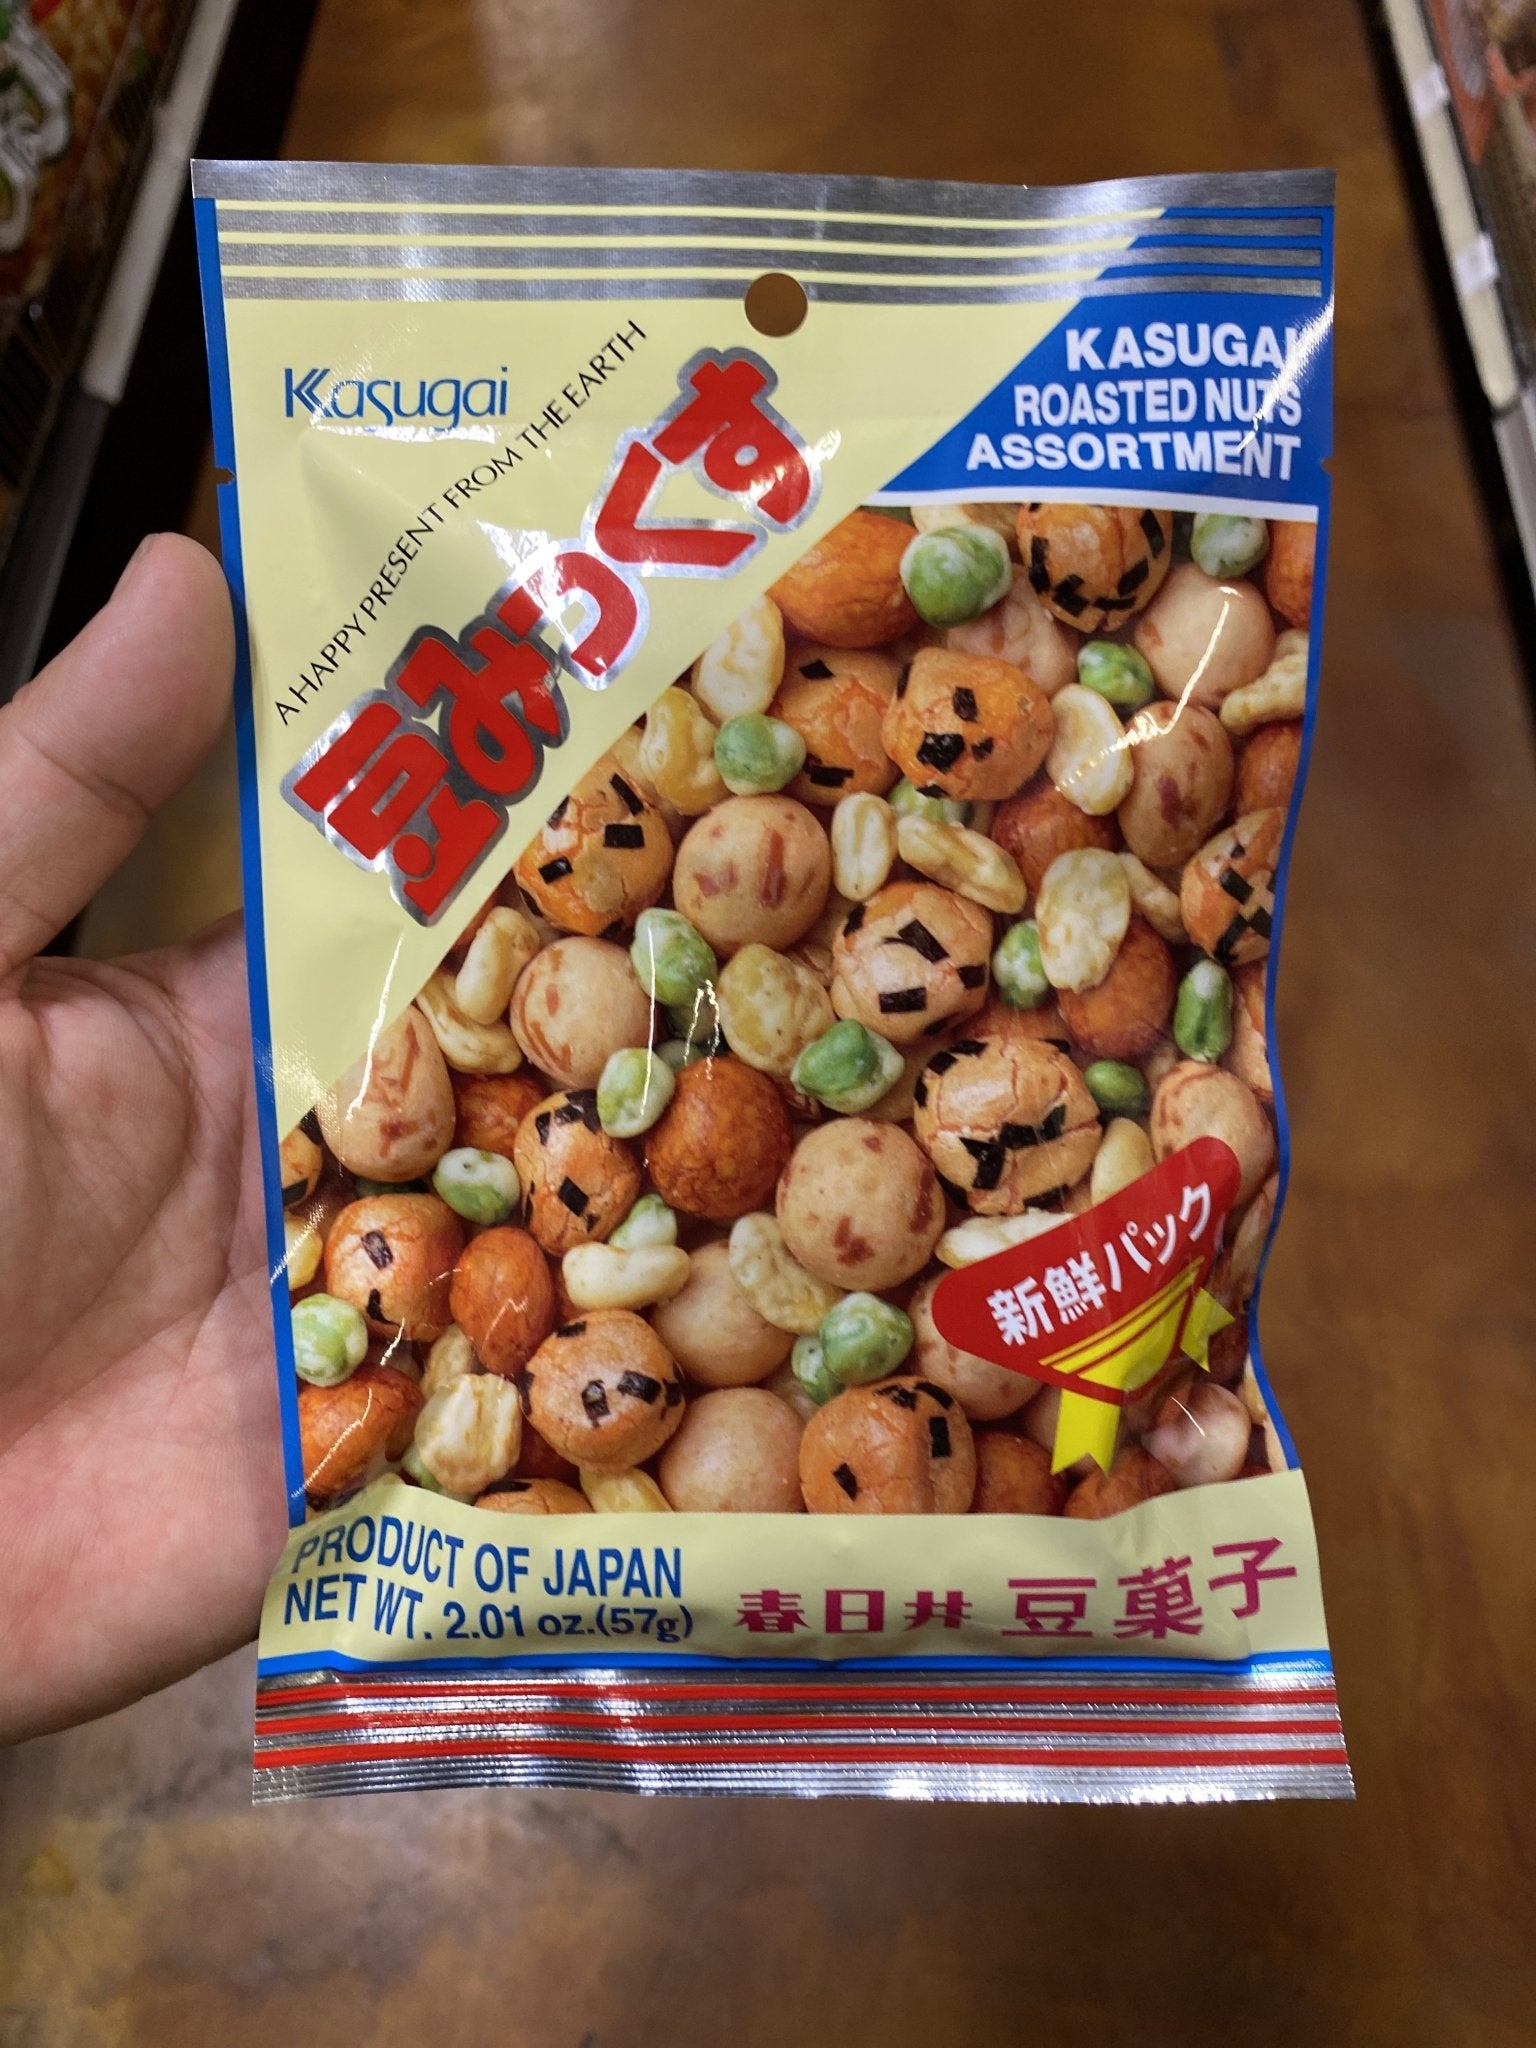 Kasugai
A HAPPY PRESENT FROM THE EARTH
豆みっくす
KASUGAI
ROASTED NUTS
ASSORTMENT
新鮮パック
PRODUCT OF JAPAN
NET WT. 2.01 oz.(57g)
春日井 豆菓子